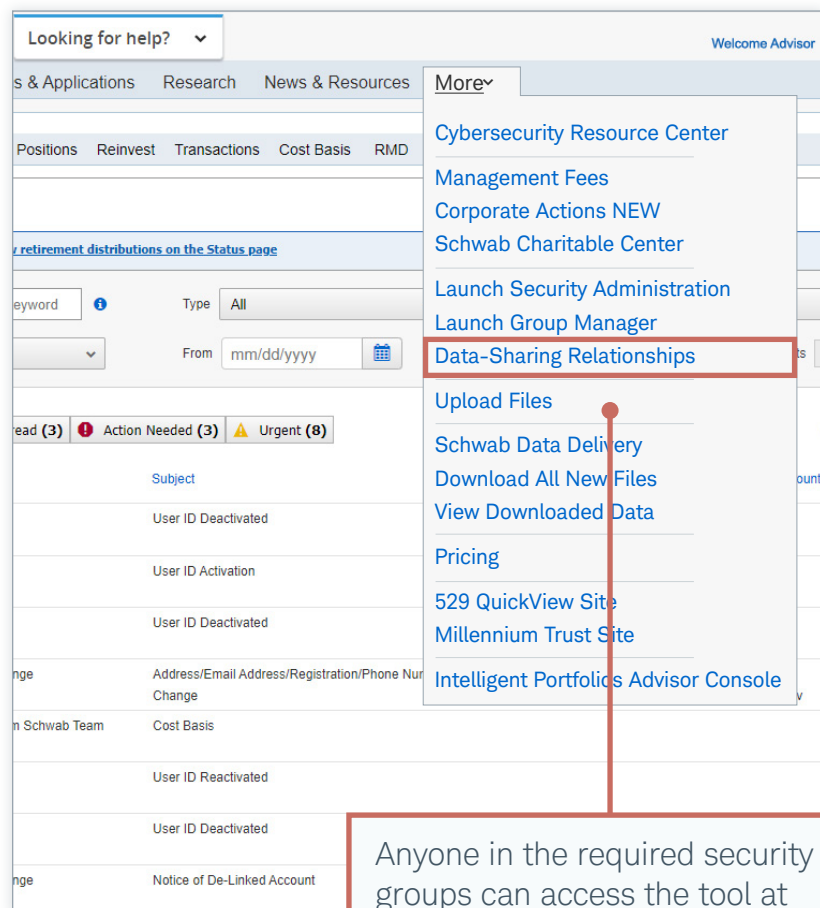 Looking for help?
Welcome Advisor
s & Applications Research News & Resources More
Positions Reinvest Transactions Cost Basis RMD
Cybersecurity Resource Center
Management Fees
Corporate Actions NEW
Schwab Charitable Center
retirement distributions on the Status page
Launch Security Administration
eyword Type All
Launch Group Manager
From mm/dd/yyyy
Data-Sharing Relationships
ts
Upload Files
ead (3) Action Needed (3) Urgent (8)
Schwab Data Delivery
Subject
Download All New Files
ount
View Downloaded Data
User ID Deactivated
Pricing
User ID Activation
529 QuickView Site
User ID Deactivated
Millennium Trust Site
nge Address/Email Address/Registration/Phone Nur
Change
Intelligent Portfolios Advisor Console
v
m Schwab Team Cost Basis
User ID Reactivated
User ID Deactivated
nge Notice of De-Linked Account
Anyone in the required security
groups can access the tool at